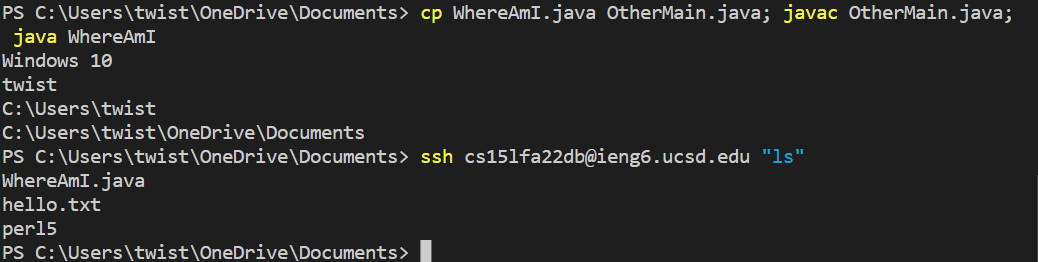 PS C:\Users\twist\OneDrive\Documents> cp WhereAmI.java OtherMain.java; javac OtherMain.java;
 java WhereAmI
Windows 10
twist
C:\Users\twist
C:\Users\twist\OneDrive\Documents
PS C:\Users\twist\OneDrive\Documents> ssh cs15lfa22db@ieng6.ucsd.edu "ls"
WhereAmI.java
hello.txt
perl5
PS C:\Users\twist\OneDrive\Documents>